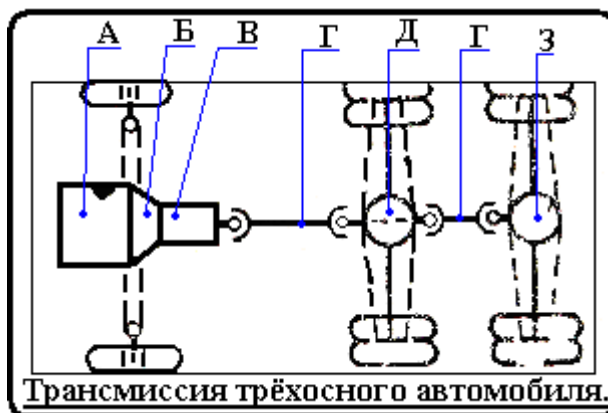 А Б В Г Д Г З
Трансмиссия трёхосного автомобиля.